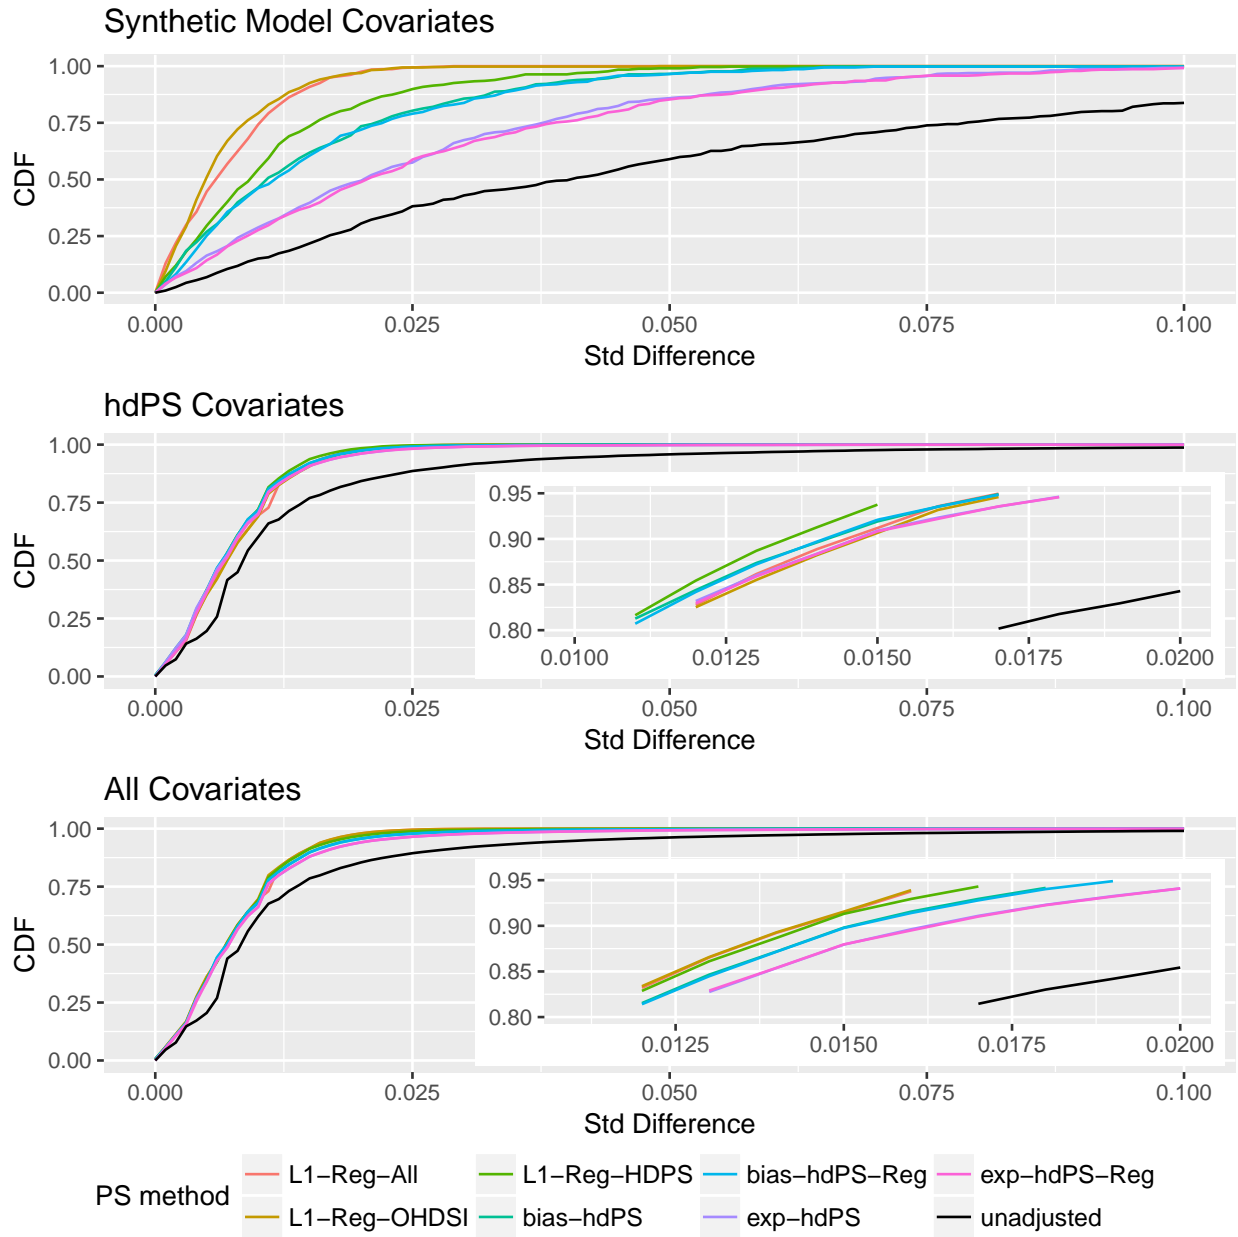 Synthetic Model Covariates
1.00
0.75
0.50
0.25
0.00
CDF
0.000 0.025 0.050 0.075 0.100
Std Difference
hdPS Covariates
1.00
0.75
0.50
0.25
0.00
CDF
0.95
0.90
0.85
0.80
0.0100 0.0125 0.0150 0.0175 0.0200
0.000 0.025 0.050 0.075 0.100
Std Difference
All Covariates
1.00
0.75
0.50
0.25
0.00
CDF
0.95
0.90
0.85
0.80
0.0125 0.0150 0.0175 0.0200
0.000 0.025 0.050 0.075 0.100
Std Difference
PS method
L1−Reg−All L1−Reg−HDPS bias−hdPS−Reg exp−hdPS−Reg
L1−Reg−OHDSI bias−hdPS exp−hdPS unadjusted